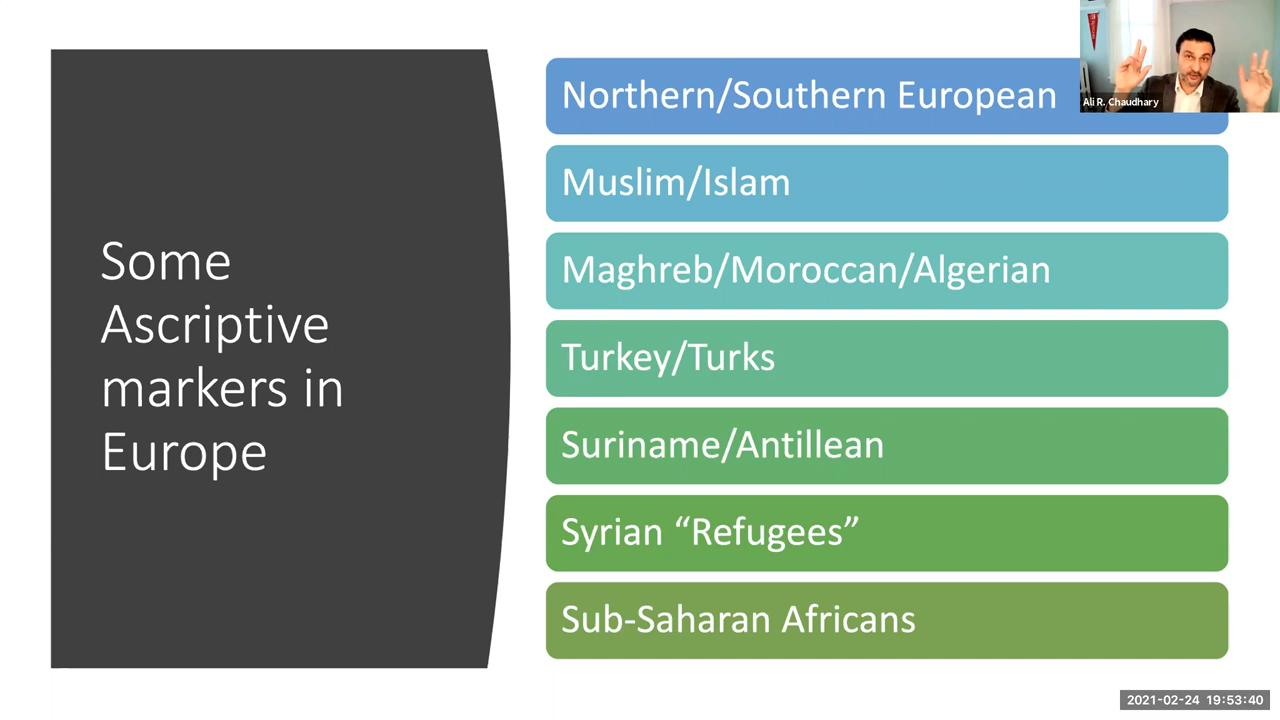 Some
Ascriptive
markers in
Europe
Northern/Southern European
Muslim/Islam
Maghreb/Moroccan/Algerian
Turkey/Turks
Suriname/Antillean
Syrian “Refugees”
Sub-Saharan Africans
Ali R. Chaudhary
2021-02-24 19:53:40